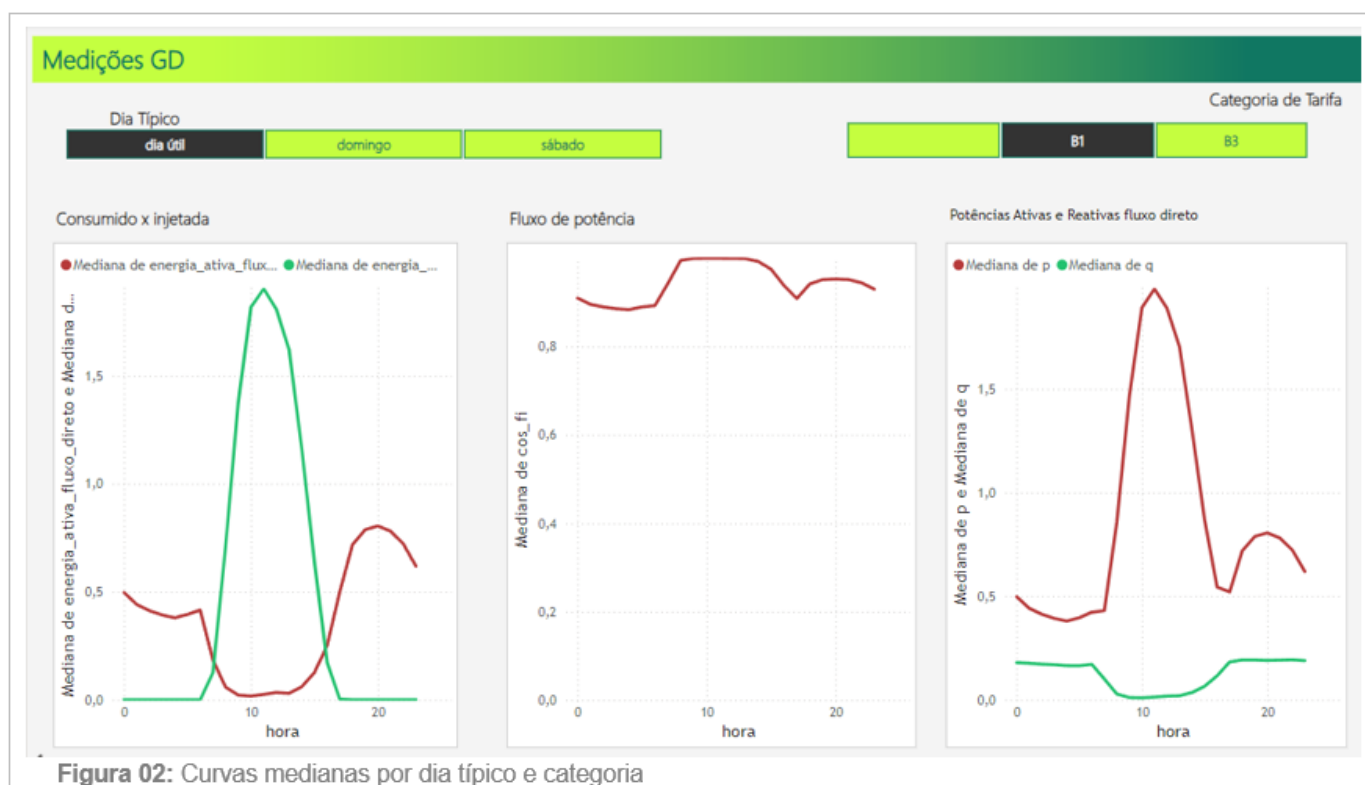 Medições GD
Categoria de Tarifa
Dia Típico
dia útil domingo sábado
B1 B3
Consumido x injetada
Fluxo de potência
Potências Ativas e Reativas fluxo direto
Mediana de energia_ativa_flux... Mediana de energia_...
Mediana de energia_ativa_fluxo_direto e Mediana d...
1,5
1,0
0,5
0,0
0 10 20
hora
Mediana de cos_fi
0,8
0,6
0,4
0,2
0,0
0 10 20
hora
Mediana de p Mediana de q
Mediana de p e Mediana de q
1,5
1,0
0,5
0,0
0 10 20
hora
Figura 02: Curvas medianas por dia típico e categoria